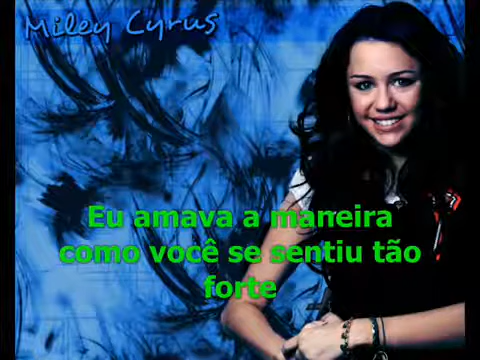 Miley Cyrus
Eu amava a maneira
como você se sentiu tão
forte